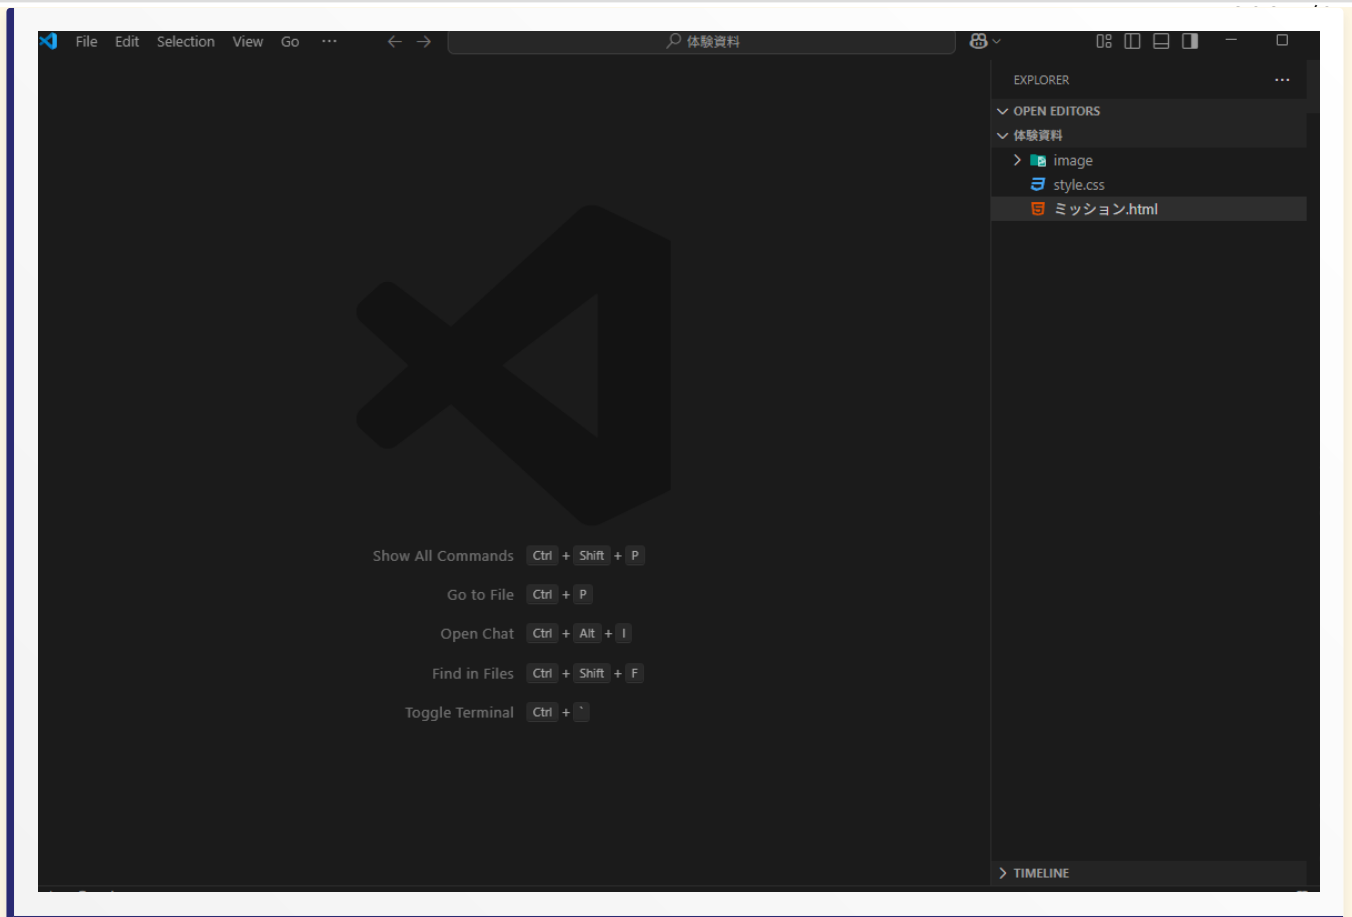 File Edit Selection View Go ··· ← → 体験資料
EXPLORER ···
OPEN EDITORS
体験資料
image
style.css
ミッション.html
Show All Commands Ctrl + Shift + P
Go to File Ctrl + P
Open Chat Ctrl + Alt + I
Find in Files Ctrl + Shift + F
Toggle Terminal Ctrl + `
TIMELINE